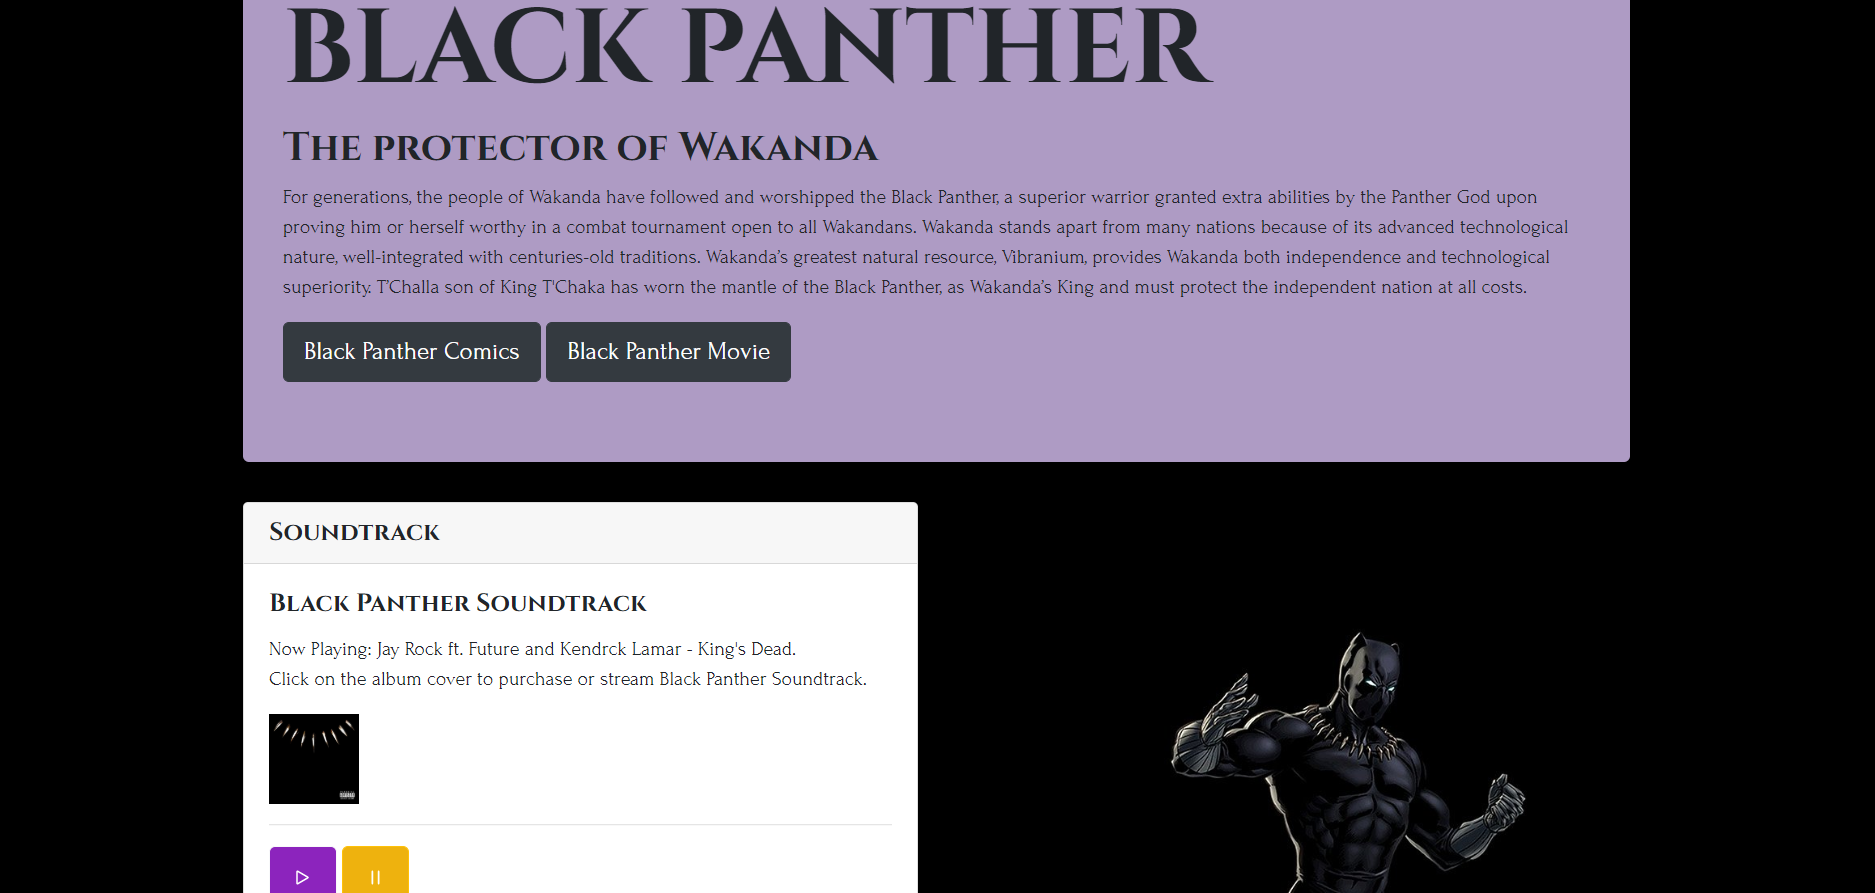 BLACK PANTHER
The protector of Wakanda
For generations, the people of Wakanda have followed and worshipped the Black Panther, a superior warrior granted extra abilities by the Panther God upon
proving him or herself worthy in a combat tournament open to all Wakandans. Wakanda stands apart from many nations because of its advanced technological
nature, well-integrated with centuries-old traditions. Wakanda’s greatest natural resource, Vibranium, provides Wakanda both independence and technological
superiority. T’Challa son of King T'Chaka has worn the mantle of the Black Panther, as Wakanda’s King and must protect the independent nation at all costs.
Black Panther Comics Black Panther Movie
Soundtrack
Black Panther Soundtrack
Now Playing: Jay Rock ft. Future and Kendrck Lamar - King's Dead.
Click on the album cover to purchase or stream Black Panther Soundtrack.